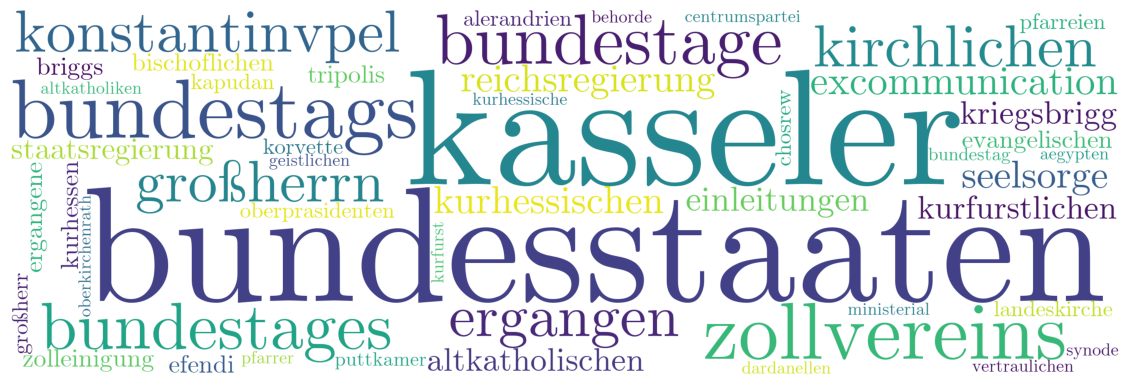 konstantinvpel
alerandrien
behorde
centrumspartei
pfarreien
bundestage
kirchlichen
briggs
bischoflichen
tripolis
reichsregierung
excommunication
altkatholiken
kapudan
kurhessische
bundestags
kasseler
chosrew
kriegsbrigg
staatsregierung
korvette
geistlichen
evangelischen
bundestag
aegypten
großherrn
seelsorge
ergangene
kurhessen
oberkirchenrath
oberprasidenten
kurhessischen
einleitungen
kurfurstlichen
bundesstaaten
kurfurst
großherr
bundestages
ergangen
zollvereins
ministerial
landeskirche
zolleinigung
efendi
pfarrer
puttkamer
altkatholischen
dardanellen
synode
vertraulichen